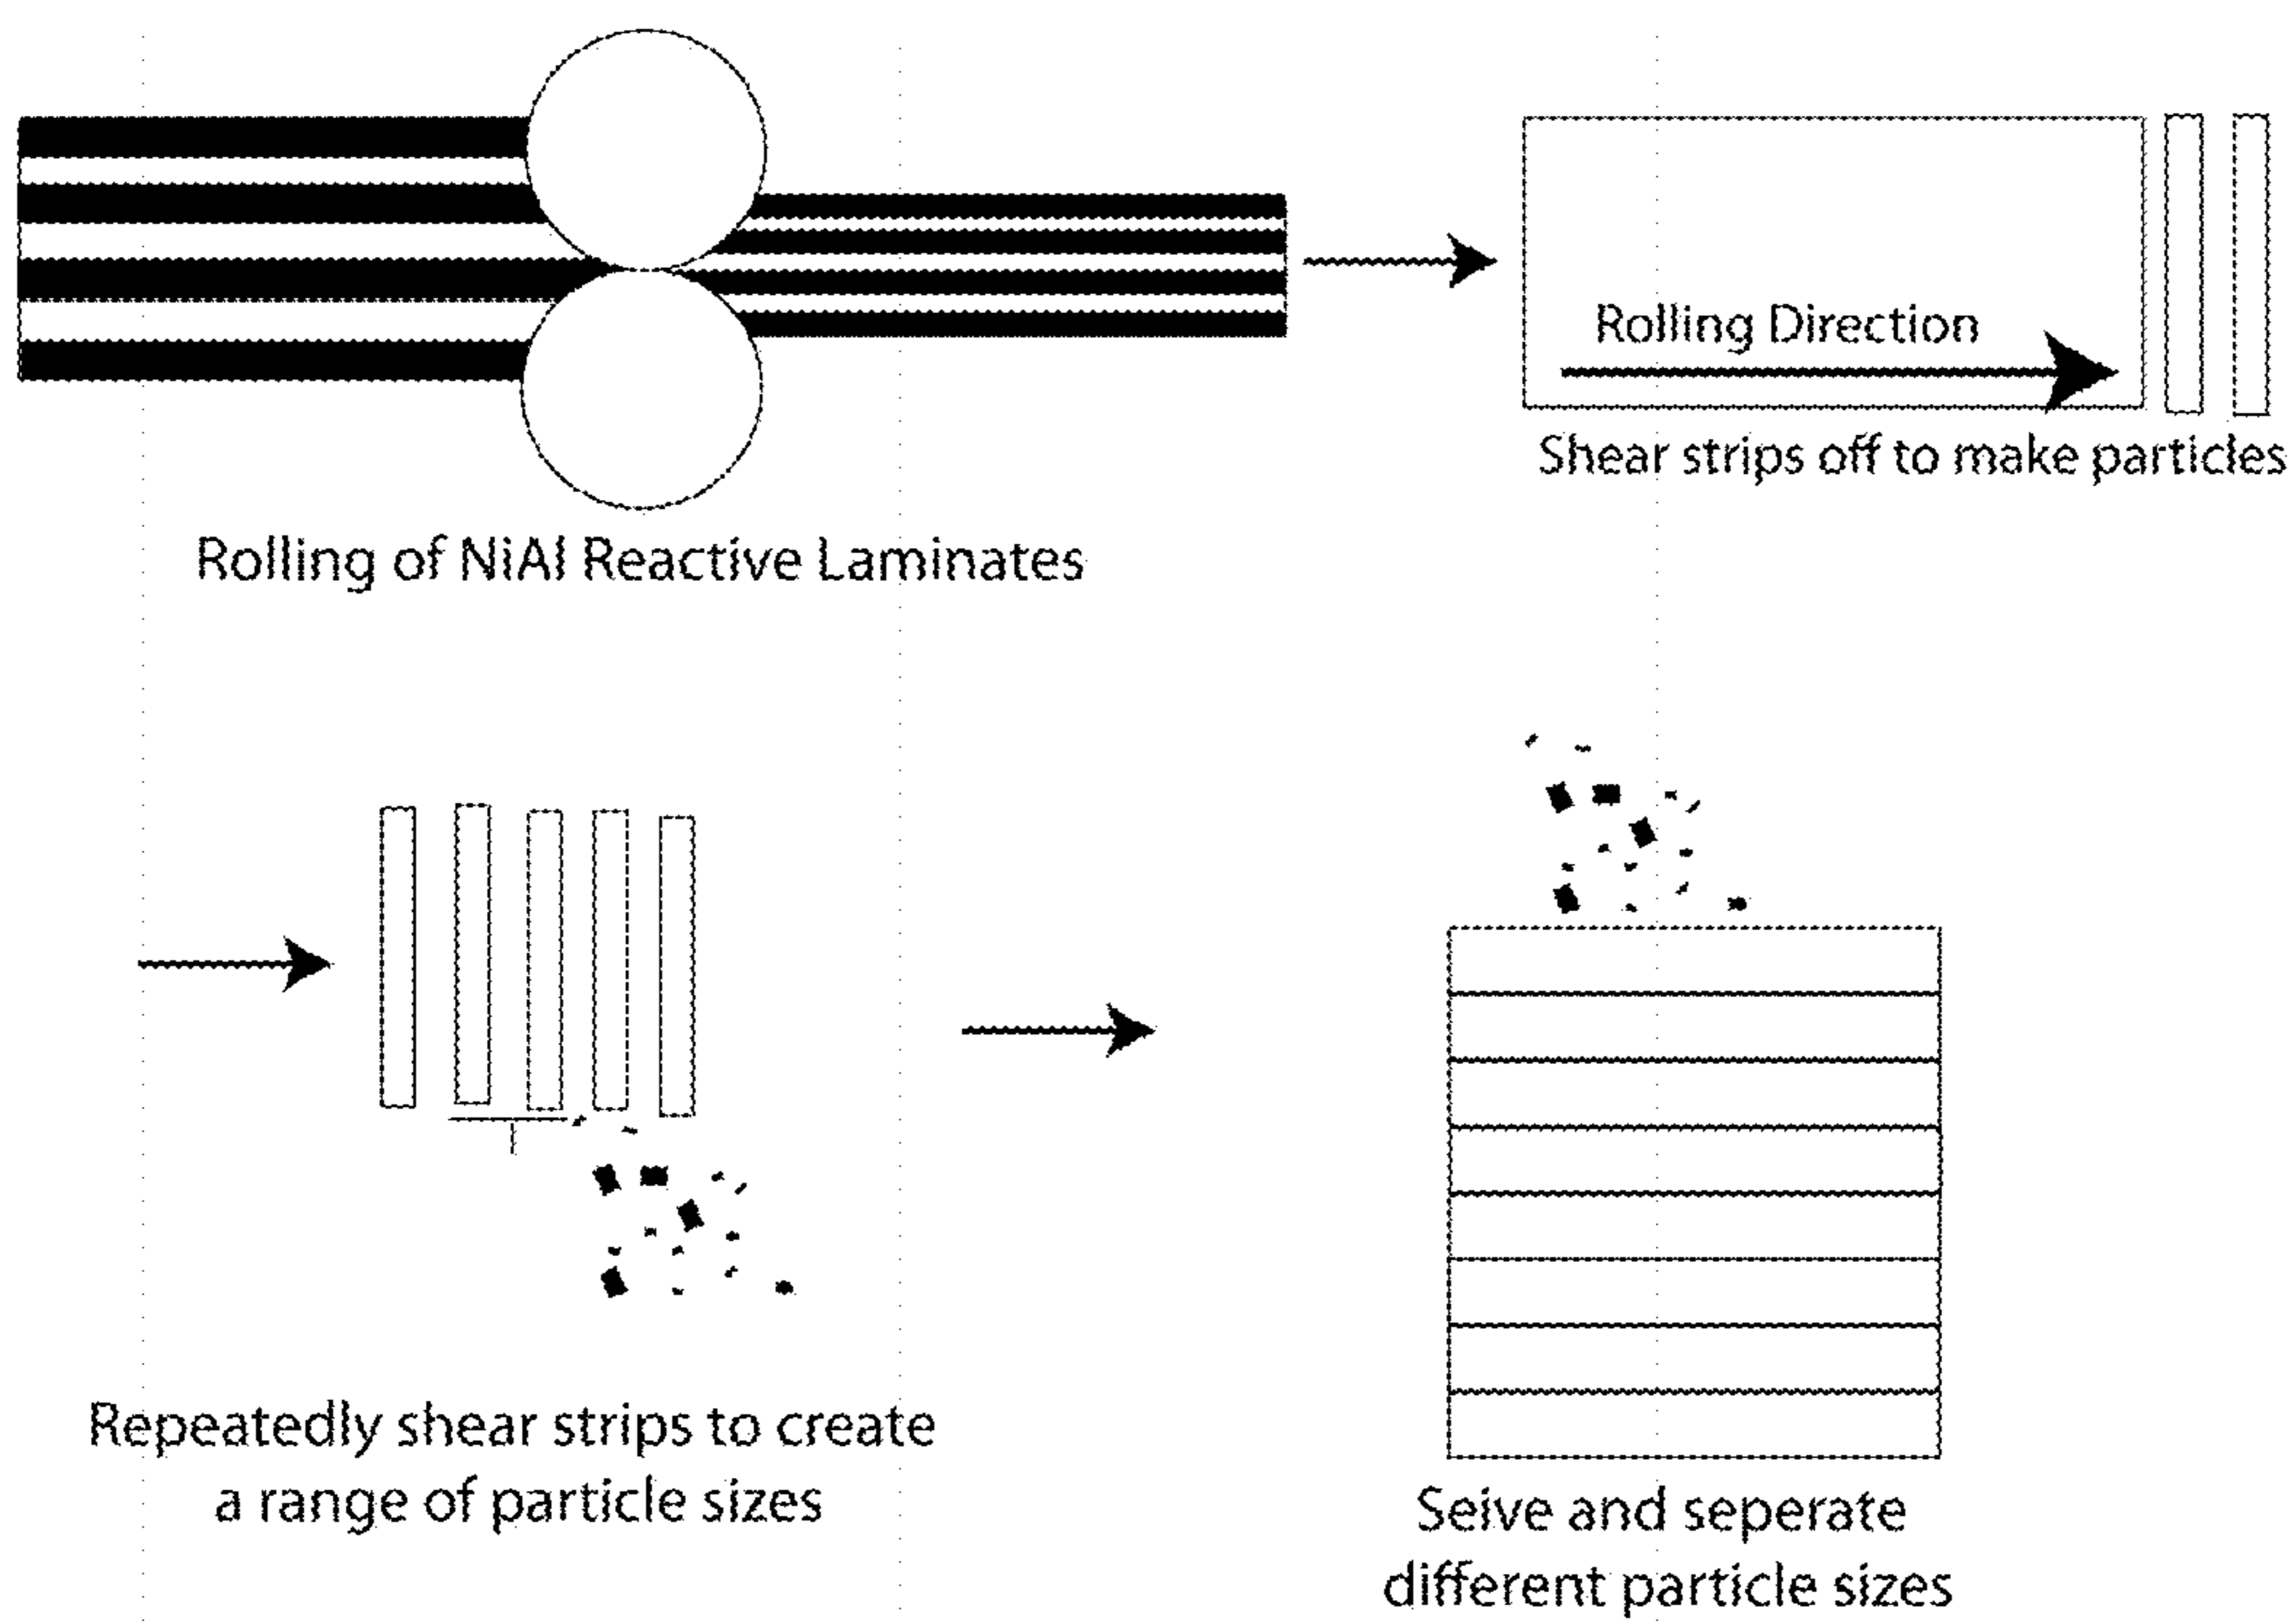 Rolling Direction
Shear strips off to make particles
Rolling of NiAl Reactive Laminates
Repeatedly shear strips to create
a range of particle sizes
Seive and seperate
different particle sizes